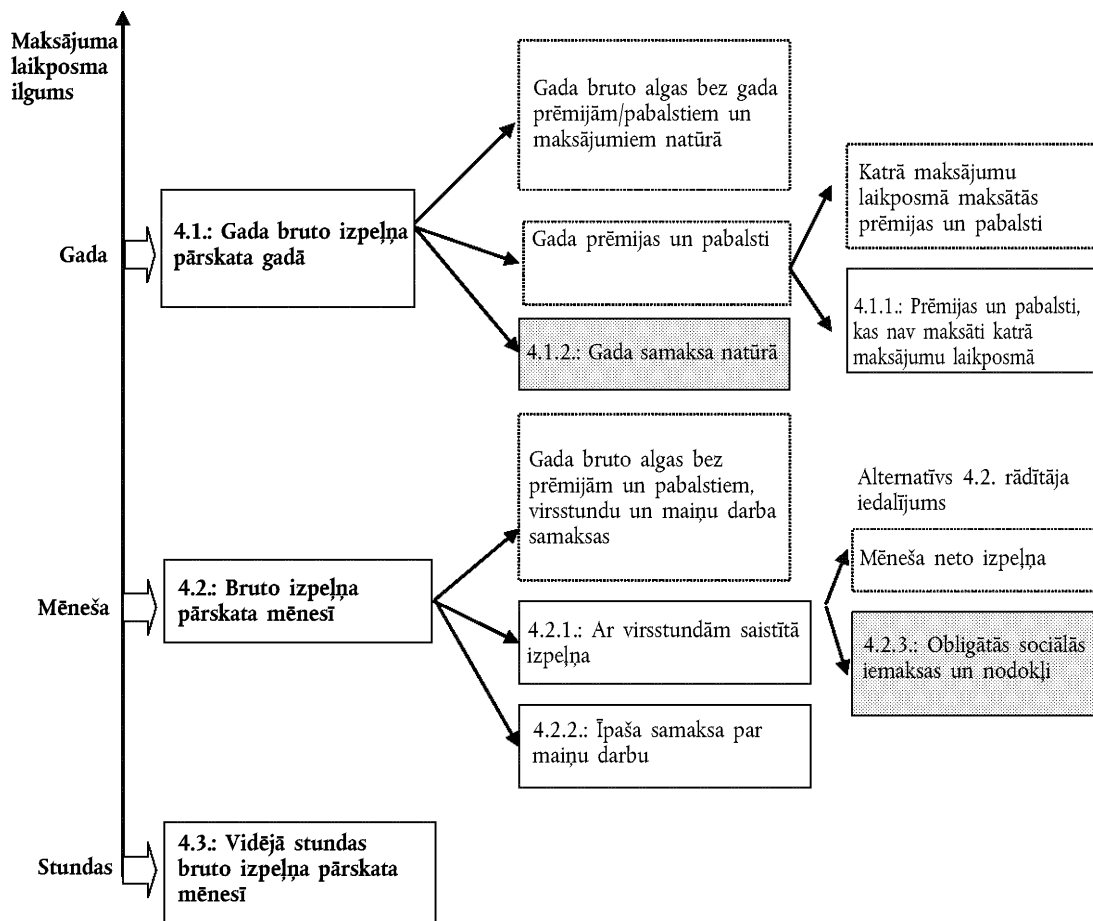 Maksājuma
laikposma
ilgums
Gada bruto algas bez gada
prēmijām/pabalstiem un
maksājumiem natūrā
Katrā maksājumu
laikposmā maksātās
prēmijas un pabalsti
Gada
4.1.: Gada bruto izpeļņa
pārskata gadā
Gada prēmijas un pabalsti
4.1.1.: Prēmijas un pabalsti,
kas nav maksāti katrā
maksājumu laikposmā
4.1.2.: Gada samaksa natūrā
Gada bruto algas bez
prēmijām un pabalstiem,
virsstundu un maiņu darba
samaksas
Alternatīvs 4.2. rādītāja
iedalījums
Mēneša neto izpeļņa
Mēneša
4.2.: Bruto izpeļņa
pārskata mēnesī
4.2.1.: Ar virsstundām saistītā
izpeļņa
4.2.3.: Obligātās sociālās
iemaksas un nodokļi
4.2.2.: Īpaša samaksa par
maiņu darbu
Stundas
4.3.: Vidējā stundas
bruto izpeļņa pārskata
mēnesī